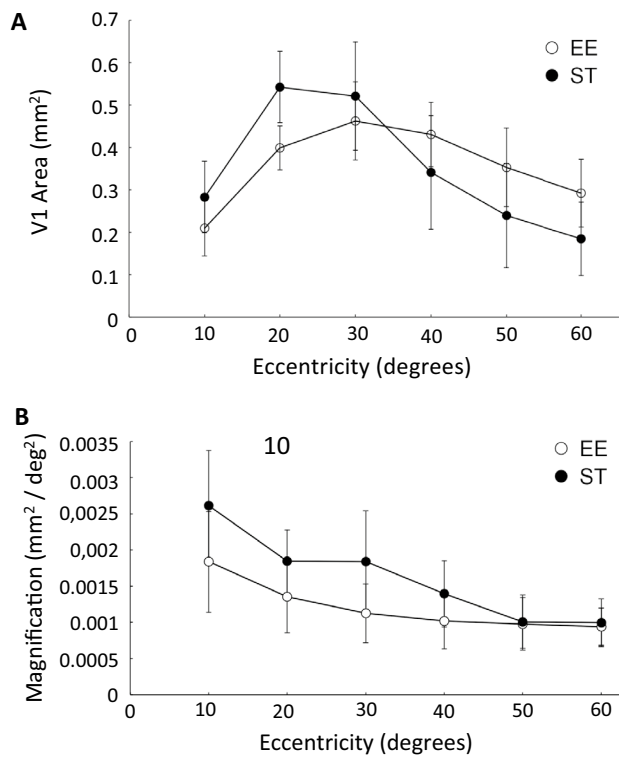 A
0.7
0.6
0.5
0.4
0.3
0.2
0.1
0
V1 Area (mm²)
EE
ST
0 10 20 30 40 50 60
Eccentricity (degrees)
B
0.0035
0.003
0,0025
0,002
0.0015
0.001
0.0005
0
Magnification (mm² / deg²)
10
EE
ST
0 10 20 30 40 50 60
Eccentricity (degrees)